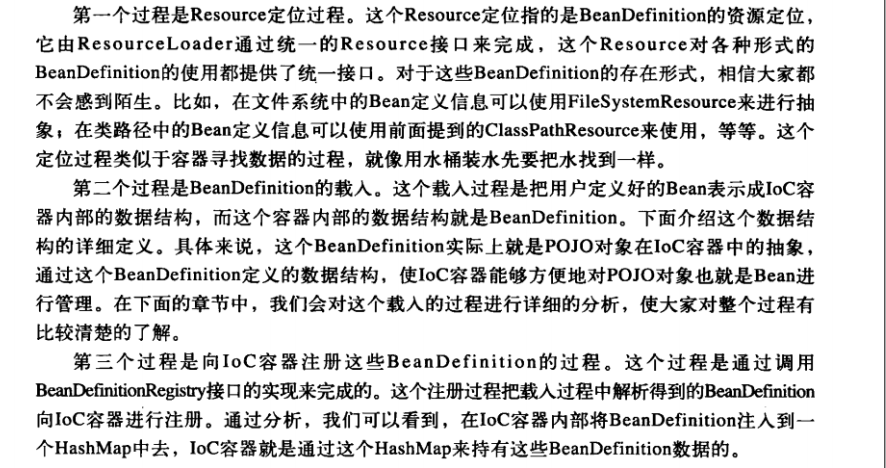 第一个过程是Resource定位过程。这个Resource定位指的是BeanDefinition的资源定位，
它由ResourceLoader通过统一的Resource接口来完成，这个Resource对各种形式的
BeanDefinition的使用都提供了统一接口。对于这些BeanDefinition的存在形式，相信大家都
不会感到陌生。比如，在文件系统中的Bean定义信息可以使用FileSystemResource来进行抽
象；在类路径中的Bean定义信息可以使用前面提到的ClassPathResource来使用，等等。这个
定位过程类似于容器寻找数据的过程，就像用水桶装水先要把水找到一样。
第二个过程是BeanDefinition的载入。这个载入过程是把用户定义好的Bean表示成IoC容
器内部的数据结构，而这个容器内部的数据结构就是BeanDefinition。下面介绍这个数据结
构的详细定义。具体来说，这个BeanDefinition实际上就是POJO对象在IoC容器中的抽象，
通过这个BeanDefinition定义的数据结构，使IoC容器能够方便地对POJO对象也就是Bean进
行管理。在下面的章节中，我们会对这个载入的过程进行详细的分析，使大家对整个过程有
比较清楚的了解。
第三个过程是向IoC容器注册这些BeanDefinition的过程。这个过程是通过调用
BeanDefinitionRegistry接口的实现来完成的。这个注册过程把载入过程中解析得到的BeanDefinition
向IoC容器进行注册。通过分析，我们可以看到，在IoC容器内部将BeanDefinition注入到一
个HashMap中去，IoC容器就是通过这个HashMap来持有这些BeanDefinition数据的。